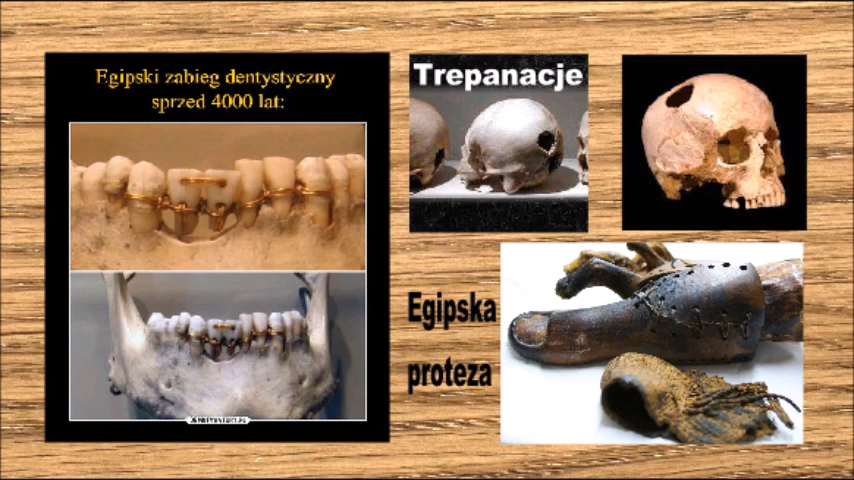 Egipski zabieg dentystyczny
sprzed 4000 lat:
Trepanacje
Egipska
proteza